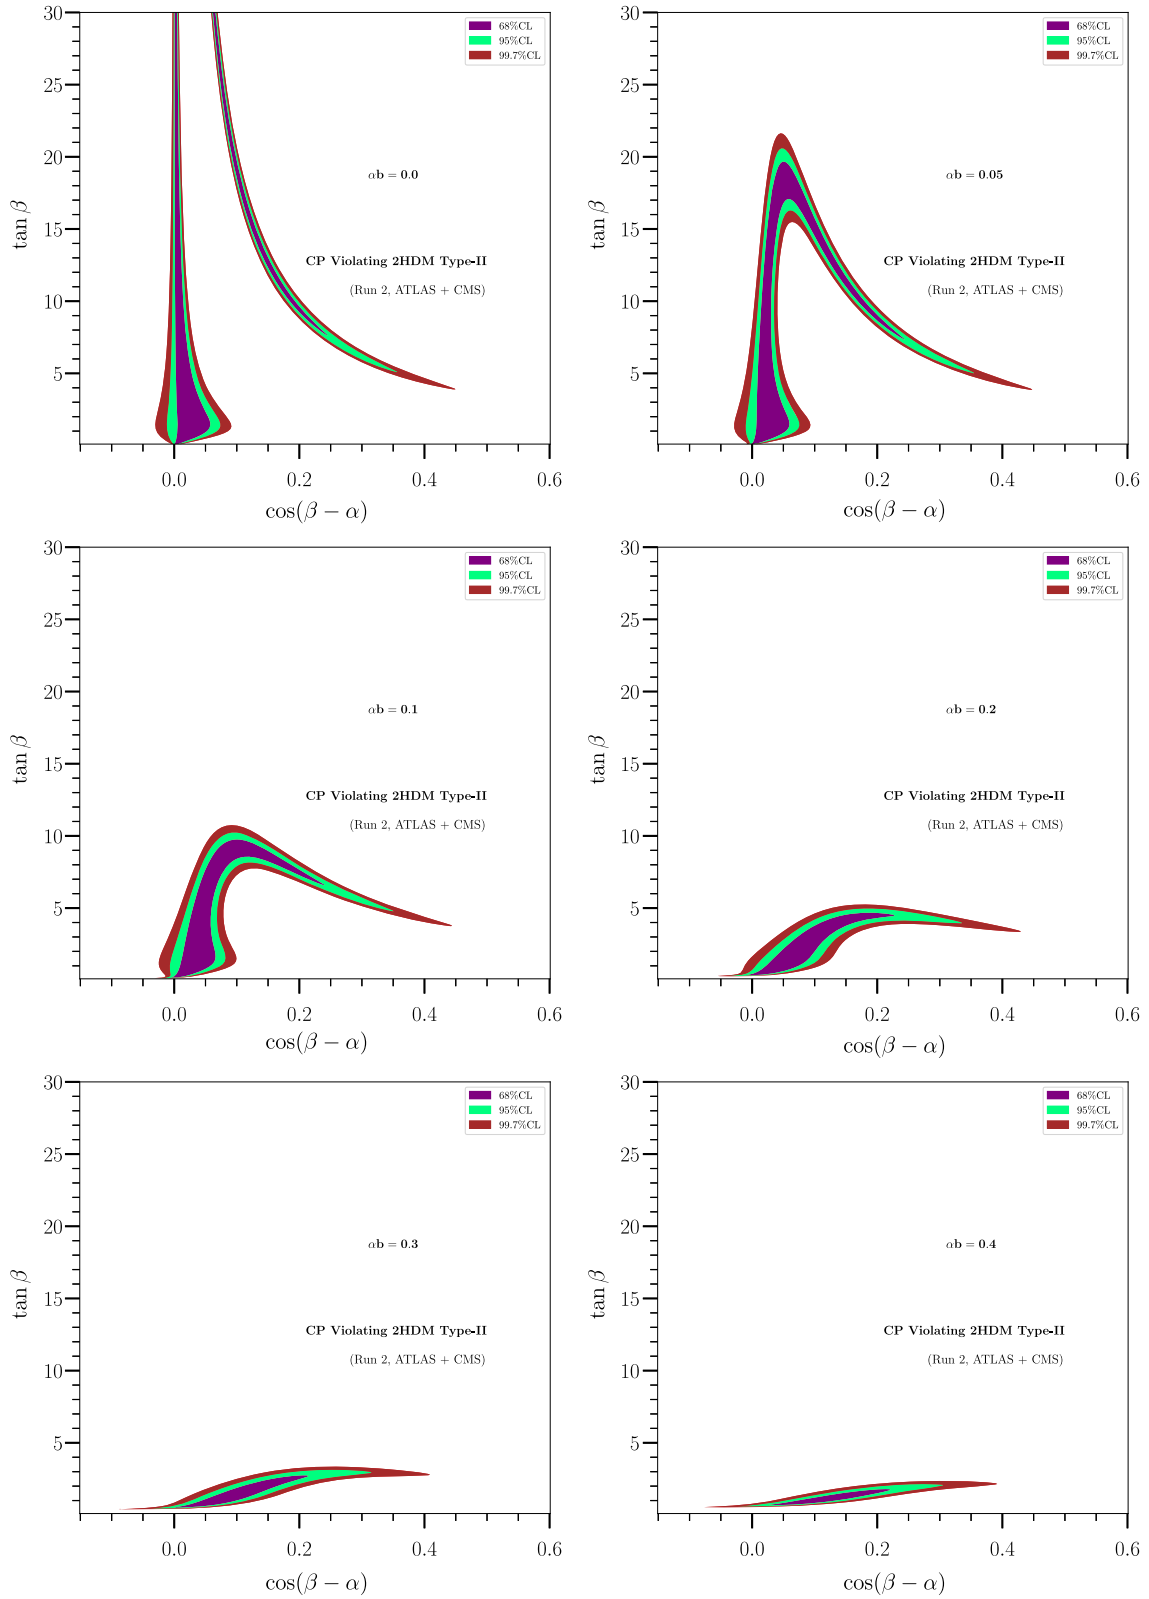 30
25
20
15
10
5
tan β
68%CL
95%CL
99.7%CL
αb = 0.0
CP Violating 2HDM Type-II
(Run 2, ATLAS + CMS)
0.0 0.2 0.4 0.6
cos(β − α)
30
25
20
15
10
5
tan β
68%CL
95%CL
99.7%CL
αb = 0.05
CP Violating 2HDM Type-II
(Run 2, ATLAS + CMS)
0.0 0.2 0.4 0.6
cos(β − α)
30
25
20
15
10
5
tan β
68%CL
95%CL
99.7%CL
αb = 0.1
CP Violating 2HDM Type-II
(Run 2, ATLAS + CMS)
0.0 0.2 0.4 0.6
cos(β − α)
30
25
20
15
10
5
tan β
68%CL
95%CL
99.7%CL
αb = 0.2
CP Violating 2HDM Type-II
(Run 2, ATLAS + CMS)
0.0 0.2 0.4 0.6
cos(β − α)
30
25
20
15
10
5
tan β
68%CL
95%CL
99.7%CL
αb = 0.3
CP Violating 2HDM Type-II
(Run 2, ATLAS + CMS)
0.0 0.2 0.4 0.6
cos(β − α)
30
25
20
15
10
5
tan β
68%CL
95%CL
99.7%CL
αb = 0.4
CP Violating 2HDM Type-II
(Run 2, ATLAS + CMS)
0.0 0.2 0.4 0.6
cos(β − α)